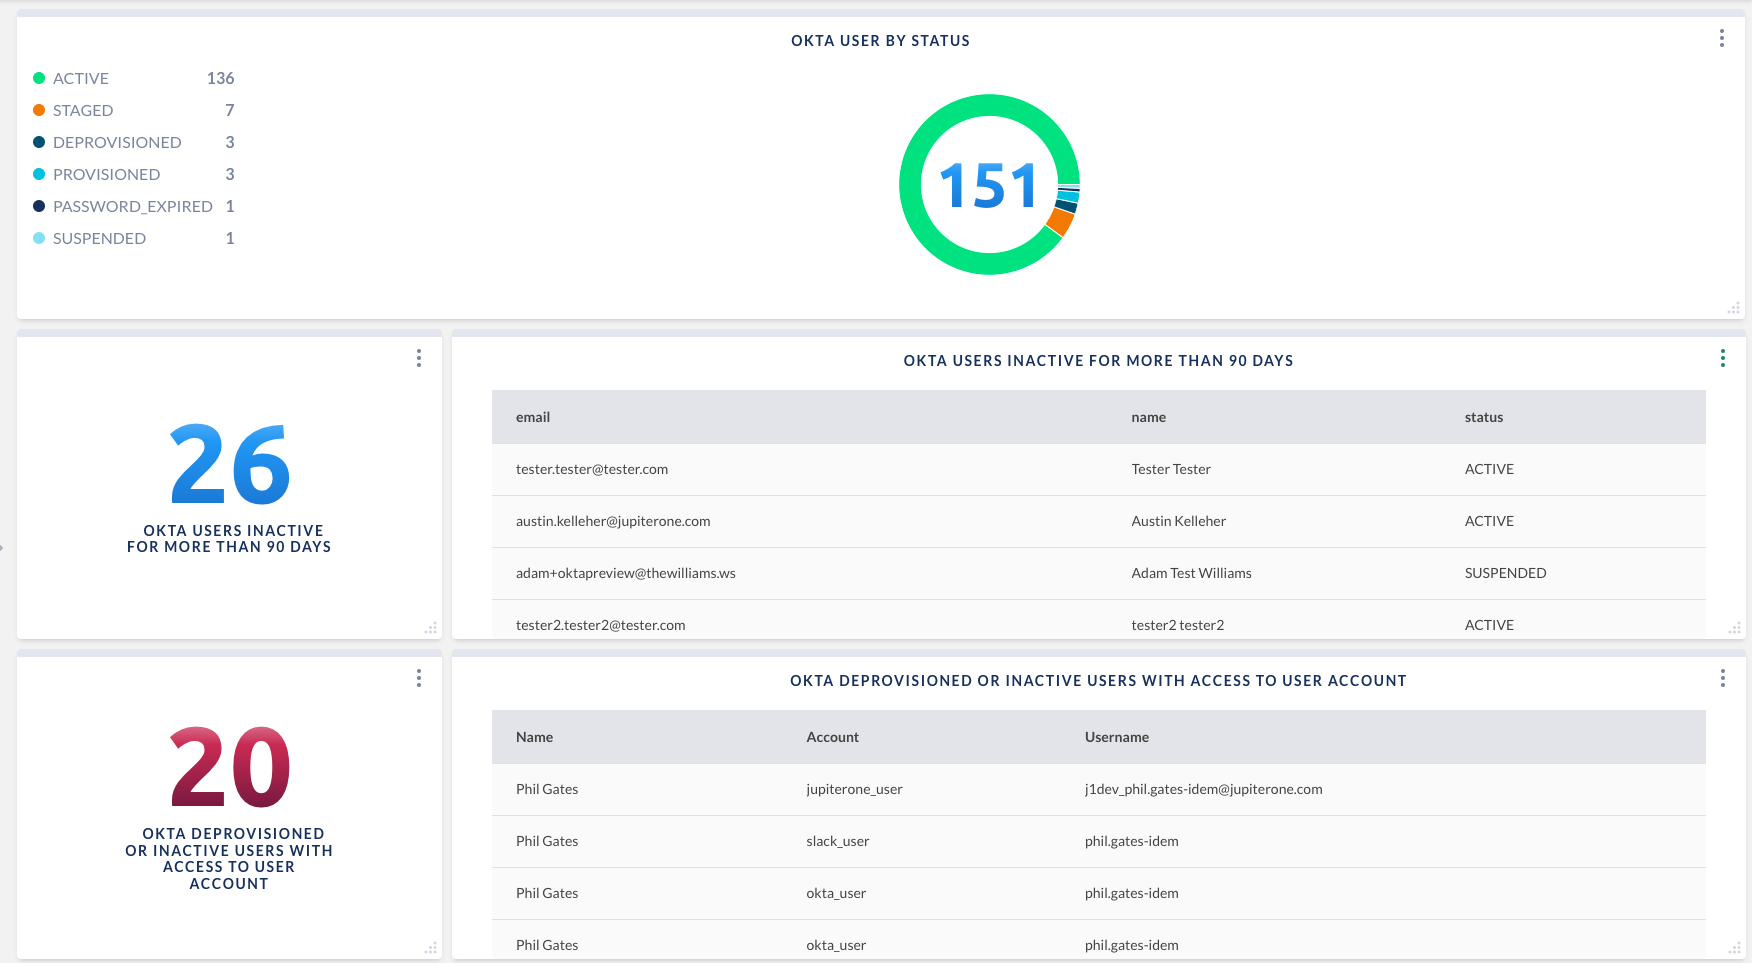 OKTA USER BY STATUS
ACTIVE 136
STAGED 7
DEPROVISIONED 3
PROVISIONED 3
PASSWORD_EXPIRED 1
SUSPENDED 1
151
26
OKTA USERS INACTIVE
FOR MORE THAN 90 DAYS
OKTA USERS INACTIVE FOR MORE THAN 90 DAYS
email name status
tester.tester@tester.com Tester Tester ACTIVE
austin.kelleher@jupiterone.com Austin Kelleher ACTIVE
adam+oktapreview@thewilliams.ws Adam Test Williams SUSPENDED
tester2.tester2@tester.com tester2 tester2 ACTIVE
20
OKTA DEPROVISIONED
OR INACTIVE USERS WITH
ACCESS TO USER
ACCOUNT
OKTA DEPROVISIONED OR INACTIVE USERS WITH ACCESS TO USER ACCOUNT
Name Account Username
Phil Gates jupiterone_user j1dev_phil.gates-idem@jupiterone.com
Phil Gates slack_user phil.gates-idem
Phil Gates okta_user phil.gates-idem
Phil Gates okta_user phil.gates-idem